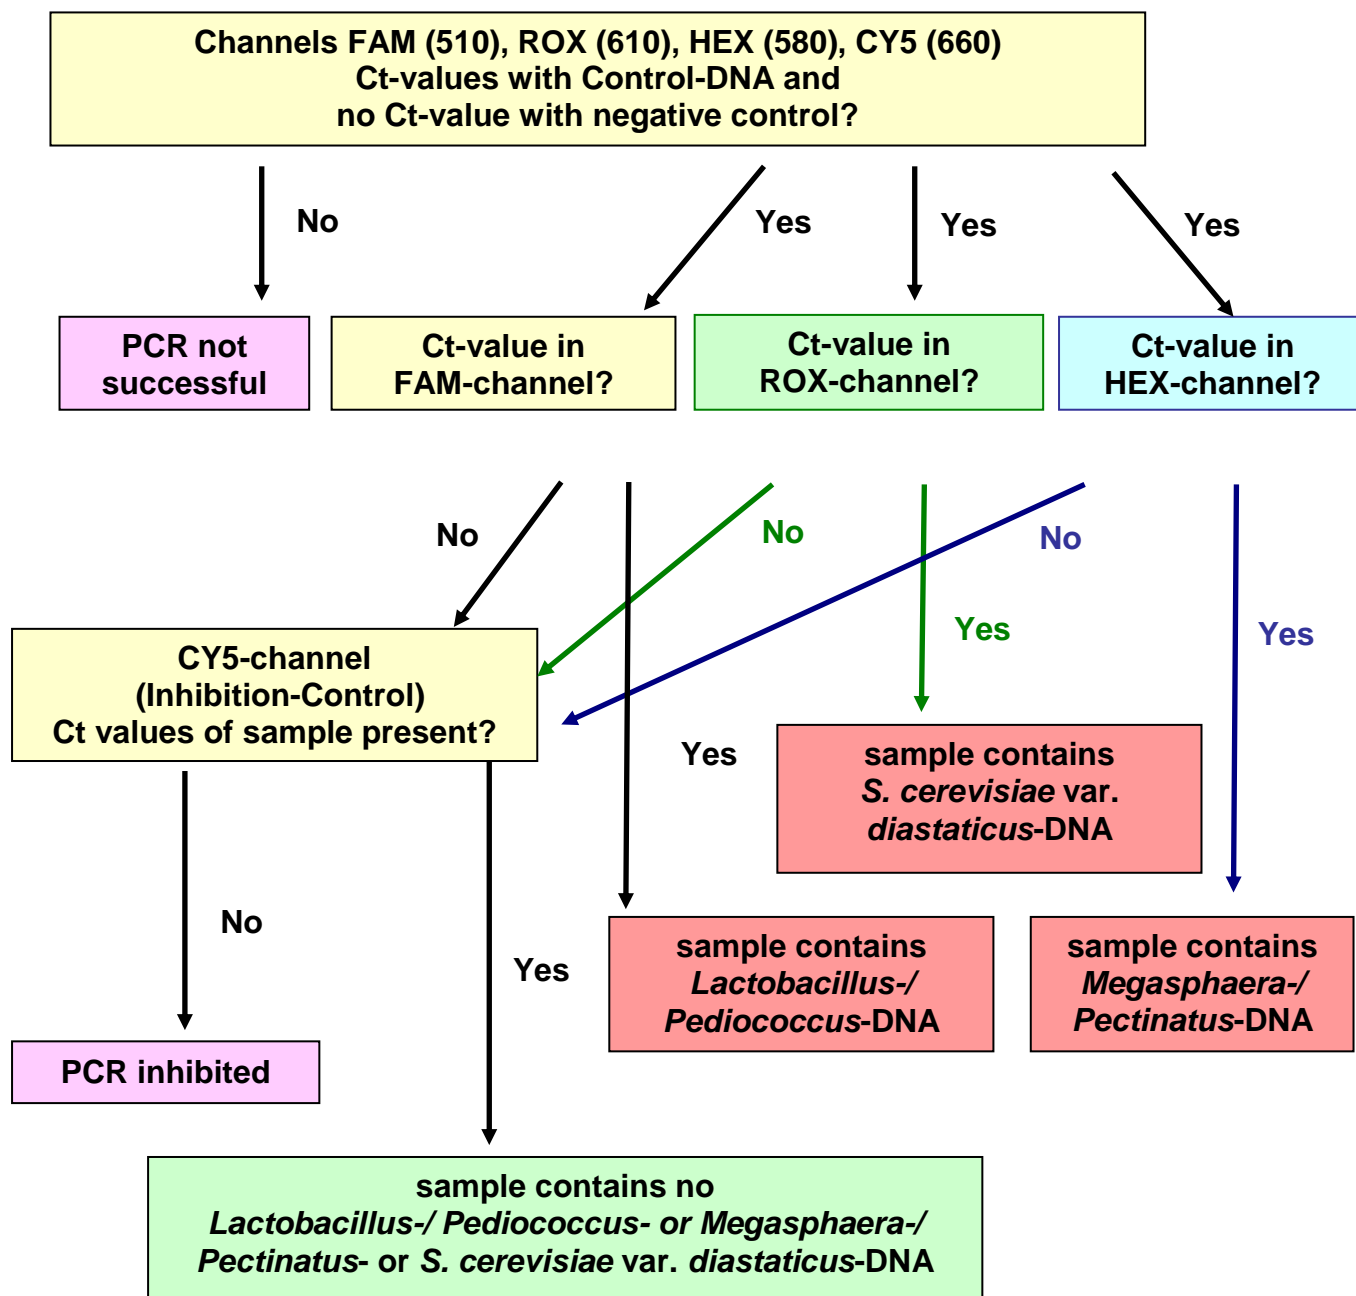 Channels FAM (510), ROX (610), HEX (580), CY5 (660)
Ct-values with Control-DNA and
no Ct-value with negative control?
No
Yes
Yes
Yes
PCR not
successful
Ct-value in
FAM-channel?
Ct-value in
ROX-channel?
Ct-value in
HEX-channel?
No
No
No
Yes
Yes
CY5-channel
(Inhibition-Control)
Ct values of sample present?
Yes
sample contains
S. cerevisiae var.
diastaticus-DNA
No
Yes
sample contains
Lactobacillus-/
Pediococcus-DNA
sample contains
Megasphaera-/
Pectinatus-DNA
PCR inhibited
sample contains no
Lactobacillus-/ Pediococcus- or Megasphaera-/
Pectinatus- or S. cerevisiae var. diastaticus-DNA